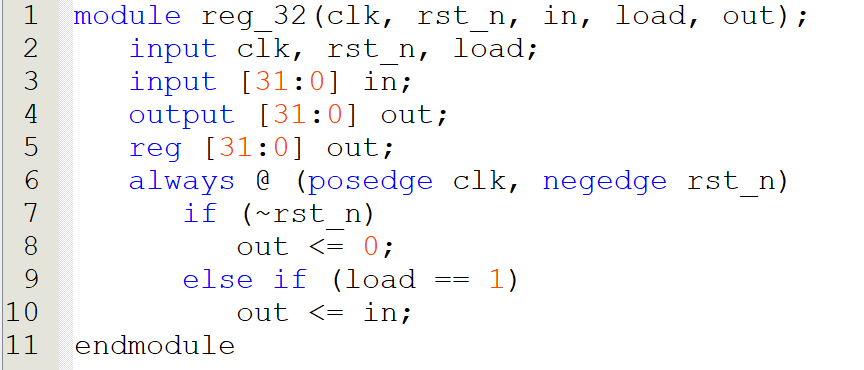 1 module reg_32(clk, rst_n, in, load, out);
2 input clk, rst_n, load;
3 input [31:0] in;
4 output [31:0] out;
5 reg [31:0] out;
6 always @ (posedge clk, negedge rst_n)
7 if (~rst_n)
8 out <= 0;
9 else if (load == 1)
10 out <= in;
11 endmodule